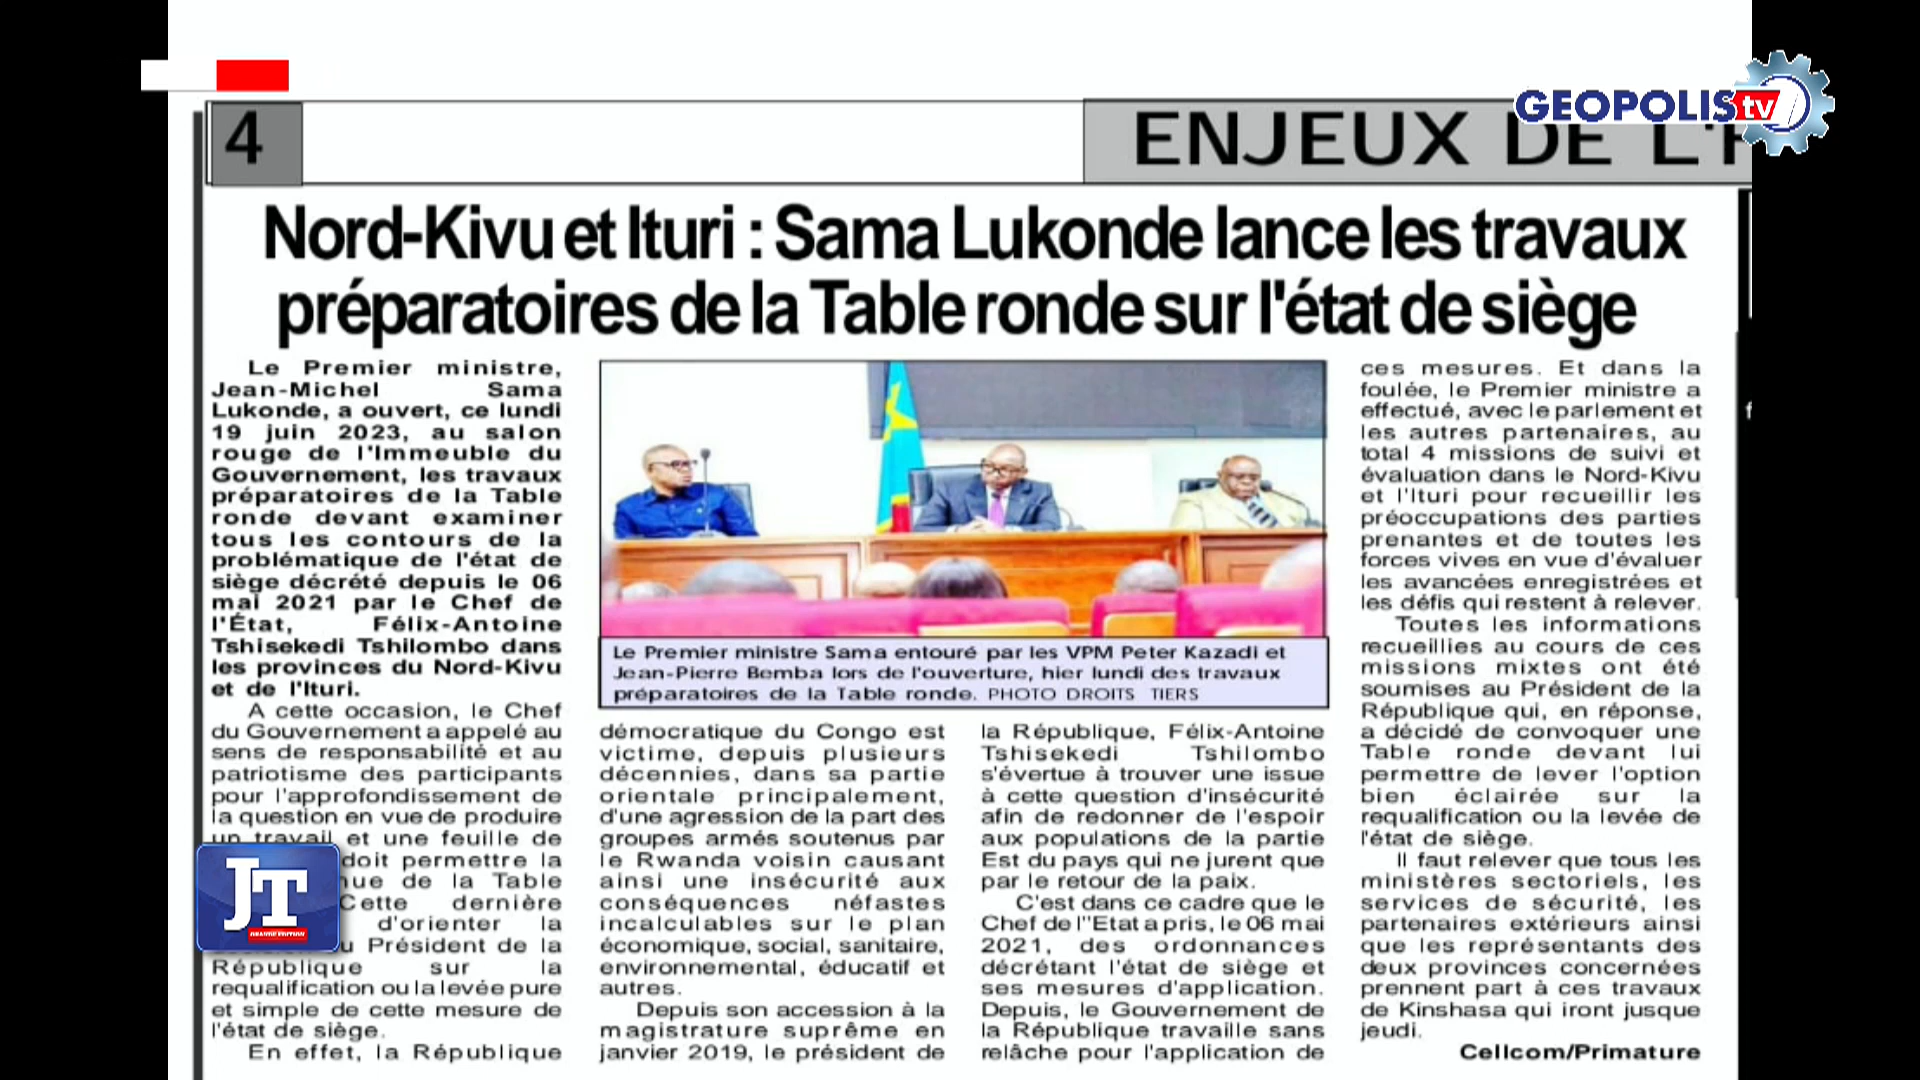 GEOPOLIS tv
4
ENJEUX DE L'
Nord-Kivu et Ituri : Sama Lukonde lance les travaux
préparatoires de la Table ronde sur l'état de siège
Le Premier ministre,
Jean-Michel Sama
Lukonde, a ouvert, ce lundi
19 juin 2023, au salon
rouge de l'Immeuble du
Gouvernement, les travaux
préparatoires de la Table
ronde devant examiner
tous les contours de la
problématique de l'état de
siège décrété depuis le 06
mai 2021 par le Chef de
l'État, Félix-Antoine
Tshisekedi Tshilombo dans
les provinces du Nord-Kivu
et de l'Ituri.
A cette occasion, le Chef
du Gouvernement a appelé au
sens de responsabilité et au
patriotisme des participants
pour l'approfondissement de
la question en vue de produire
un travail et une feuille de
doit permettre la
de la Table
Cette dernière
d'orienter la
Président de la
République sur la
requalification ou la levée pure
et simple de cette mesure de
l'état de siège.
En effet, la République
Le Premier ministre Sama entouré par les VPM Peter Kazadi et
Jean-Pierre Bemba lors de l'ouverture, hier lundi des travaux
préparatoires de la Table ronde. PHOTO DROITS TIERS
démocratique du Congo est
victime, depuis plusieurs
décennies, dans sa partie
orientale principalement,
d'une agression de la part des
groupes armés soutenus par
le Rwanda voisin causant
ainsi une insécurité aux
conséquences néfastes
incalculables sur le plan
économique, social, sanitaire,
environnemental, éducatif et
autres.
Depuis son accession à la
magistrature suprême en
janvier 2019, le président de
la République, Félix-Antoine
Tshisekedi Tshilombo
s'évertue à trouver une issue
à cette question d'insécurité
afin de redonner de l'espoir
aux populations de la partie
Est du pays qui ne jurent que
par le retour de la paix.
C'est dans ce cadre que le
Chef de l''Etat a pris, le 06 mai
2021, des ordonnances
décrétant l'état de siège et
ses mesures d'application.
Depuis, le Gouvernement de
la République travaille sans
relâche pour l'application de
ces mesures. Et dans la
foulée, le Premier ministre a
effectué, avec le parlement et
les autres partenaires, au
total 4 missions de suivi et
évaluation dans le Nord-Kivu
et l'Ituri pour recueillir les
préoccupations des parties
prenantes et de toutes les
forces vives en vue d'évaluer
les avancées enregistrées et
les défis qui restent à relever.
Toutes les informations
recueillies au cours de ces
missions mixtes ont été
soumises au Président de la
République qui, en réponse,
a décidé de convoquer une
Table ronde devant lui
permettre de lever l'option
bien éclairée sur la
requalification ou la levée de
l'état de siège.
Il faut relever que tous les
ministères sectoriels, les
services de sécurité, les
partenaires extérieurs ainsi
que les représentants des
deux provinces concernées
prennent part à ces travaux
de Kinshasa qui iront jusque
jeudi.
Cellcom/Primature
JT
GRANDE EDITION